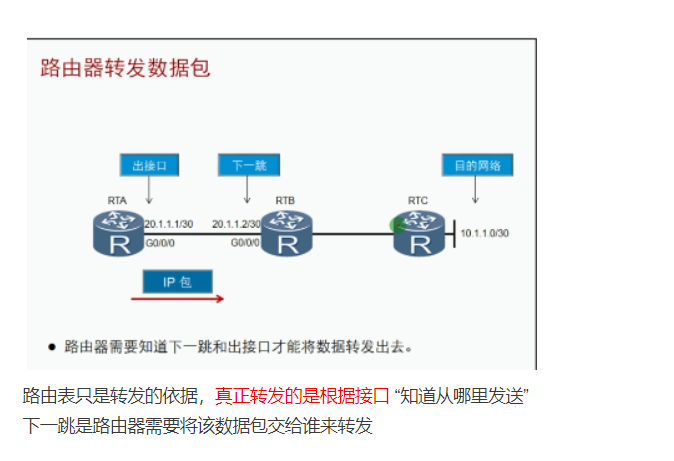 路由器转发数据包
出接口
下一跳
目的网络
RTA
RTB
RTC
20.1.1.1/30
20.1.1.2/30
G0/0/0
G0/0/0
10.1.1.0/30
R
R
R
IP 包
● 路由器需要知道下一跳和出接口才能将数据转发出去。
路由表只是转发的依据，真正转发的是根据接口 “知道从哪里发送”
下一跳是路由器需要将该数据包交给谁来转发